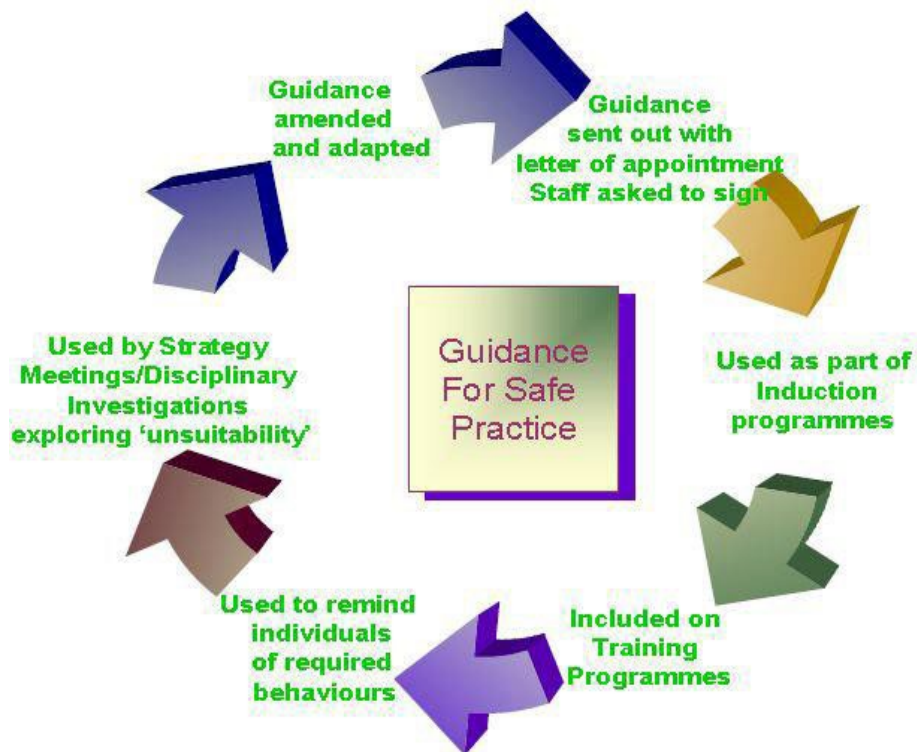 Guidance
amended
and adapted
Guidance
sent out with
letter of appointment
Staff asked to sign
Used as part of
Induction
programmes
Included on
Training
Programmes
Used to remind
individuals
of required
behaviours
Used by Strategy
Meetings/Disciplinary
Investigations
exploring ‘unsuitability’
Guidance
For Safe
Practice